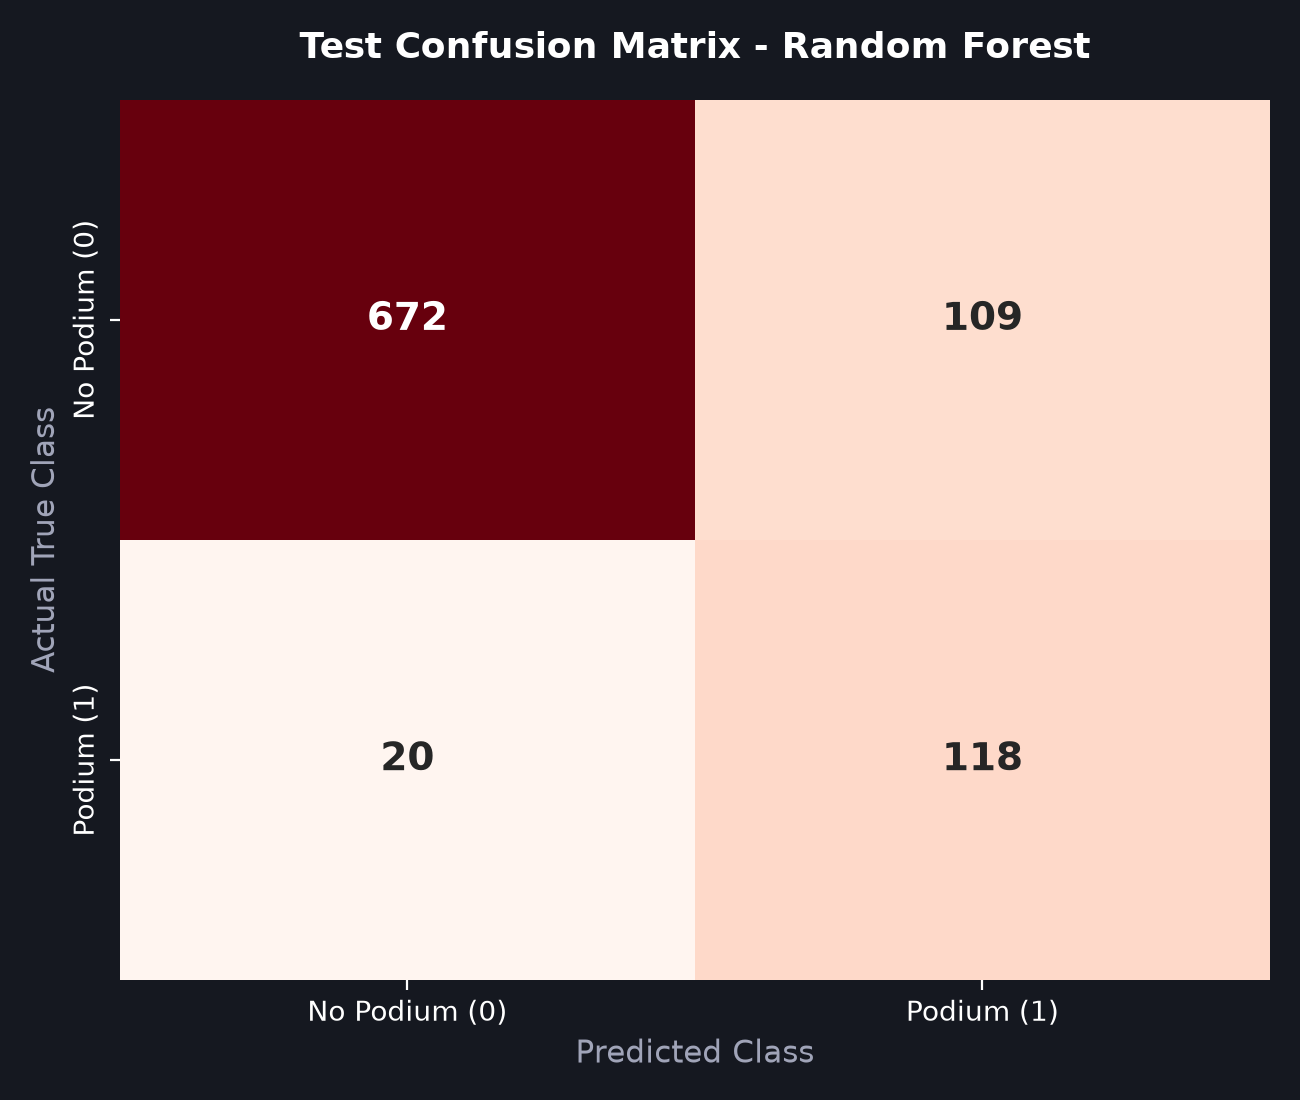 Test Confusion Matrix - Random Forest
Actual True Class
No Podium (0)
672
109
Podium (1)
20
118
No Podium (0)
Podium (1)
Predicted Class